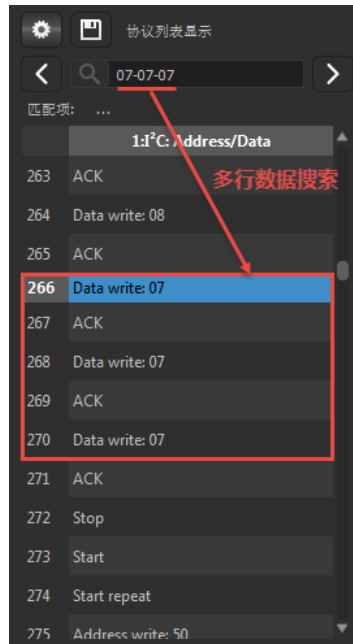 协议列表显示
07-07-07
匹配项: ...
1:I²C: Address/Data
263 ACK
多行数据搜索
264 Data write: 08
265 ACK
266 Data write: 07
267 ACK
268 Data write: 07
269 ACK
270 Data write: 07
271 ACK
272 Stop
273 Start
274 Start repeat
275 Address write: 50